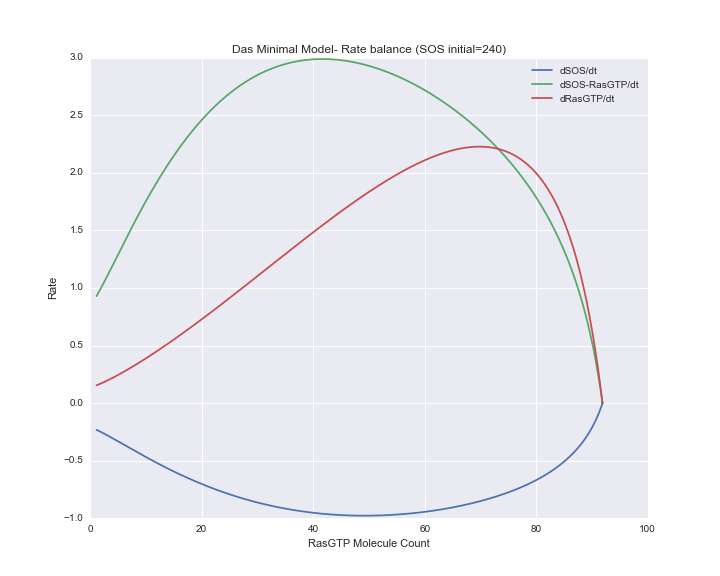 Das Minimal Model- Rate balance (SOS initial=240)
3.0
2.5
2.0
1.5
1.0
0.5
0.0
−0.5
−1.0
Rate
dSOS/dt
dSOS-RasGTP/dt
dRasGTP/dt
0 20 40 60 80 100
RasGTP Molecule Count